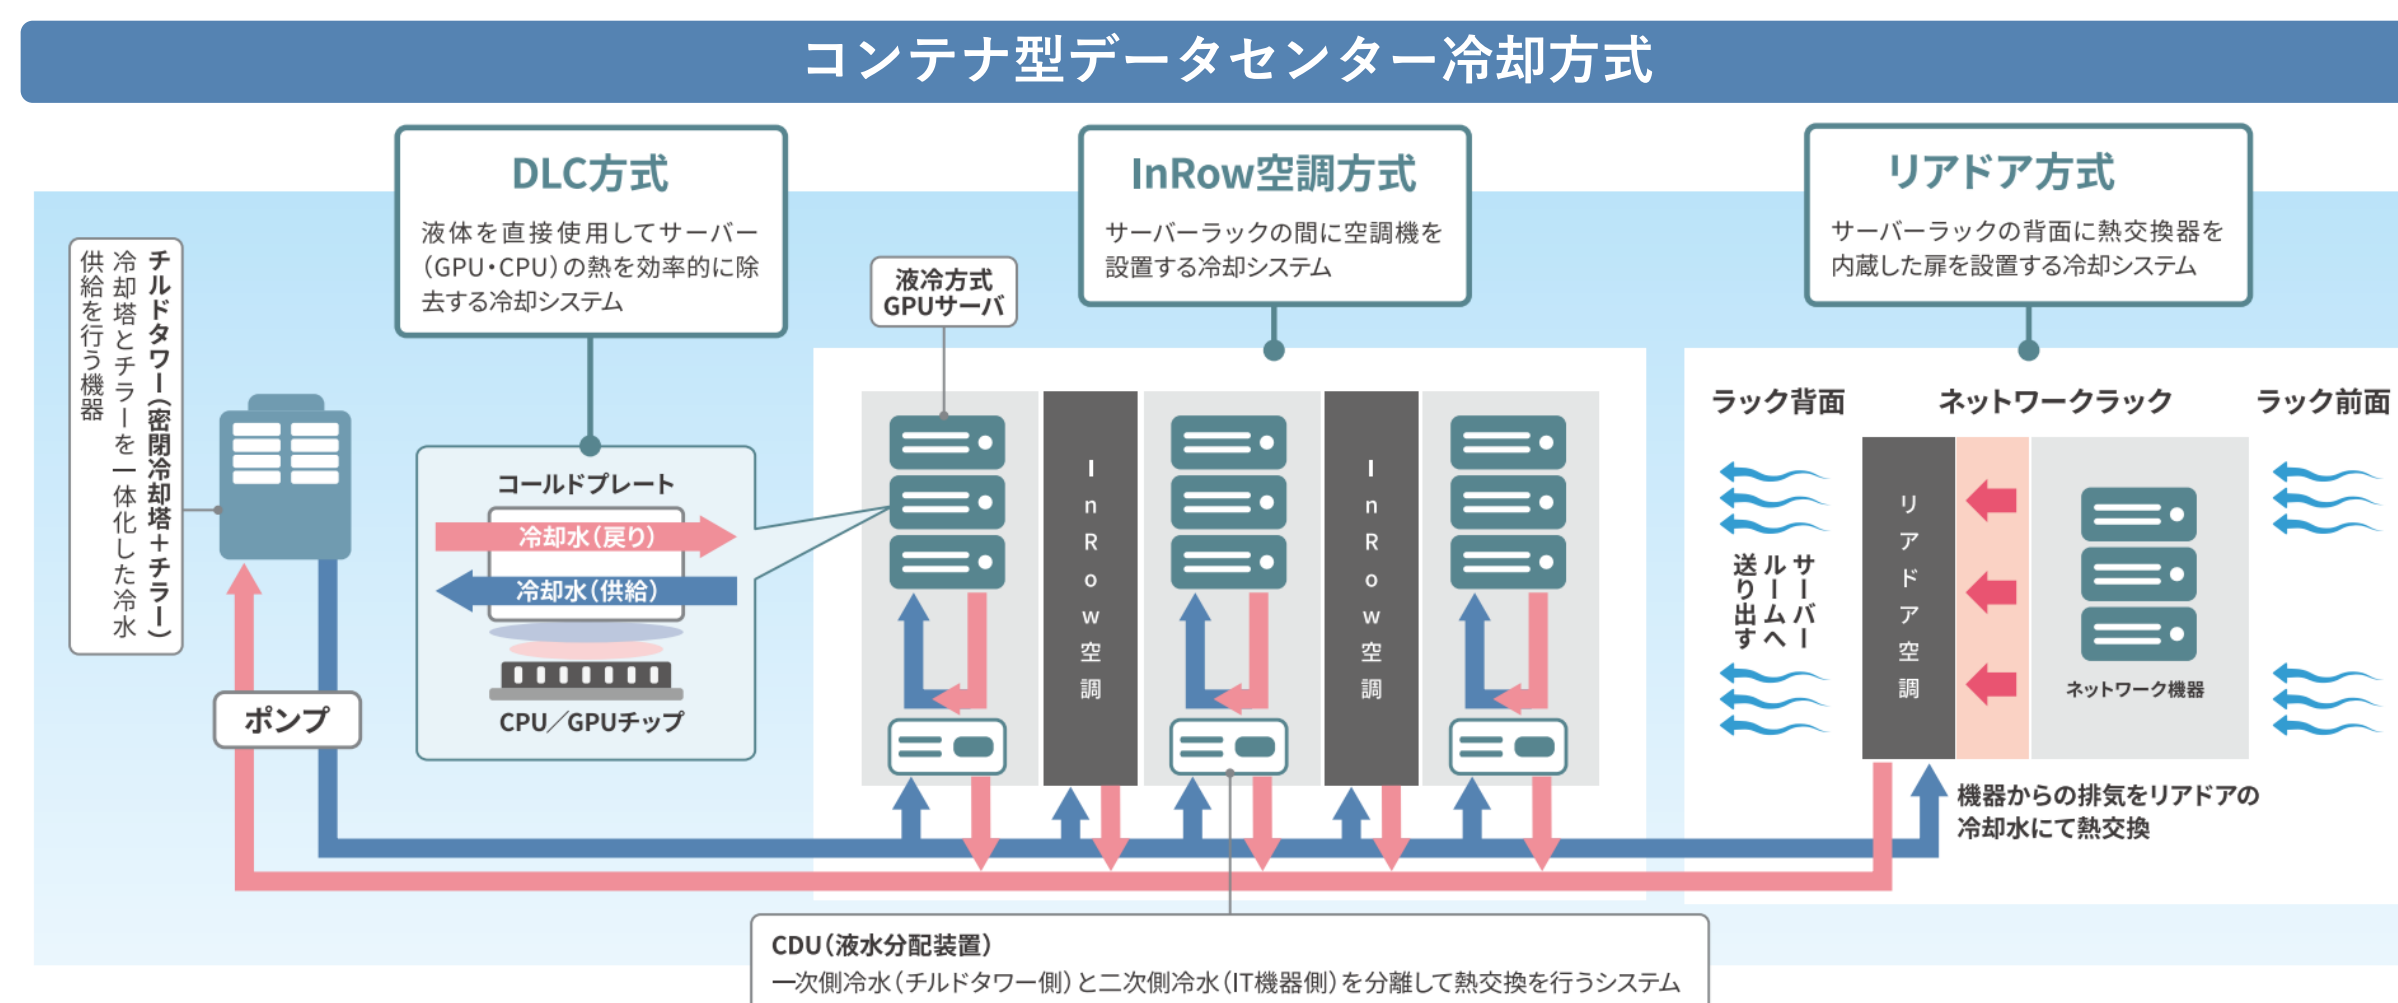 コンテナ型データセンター冷却方式
DLC方式
液体を直接使用してサーバー
（GPU・CPU）の熱を効率的に除
去する冷却システム
InRow空調方式
サーバーラックの間に空調機を
設置する冷却システム
リアドア方式
サーバーラックの背面に熱交換器を
内蔵した扉を設置する冷却システム
チルドタワー（密閉冷却塔＋チラー）
冷却塔とチラーを一体化した冷水
供給を行う機器
液冷方式
GPUサーバ
コールドプレート
冷却水（戻り）
冷却水（供給）
CPU／GPUチップ
ポンプ
InRow空調
InRow空調
ラック背面
ネットワークラック
ラック前面
サーバー
ルームへ
送り出す
リアドア空調
ネットワーク機器
機器からの排気をリアドアの
冷却水にて熱交換
CDU（液水分配装置）
一次側冷水（チルドタワー側）と二次側冷水（IT機器側）を分離して熱交換を行うシステム